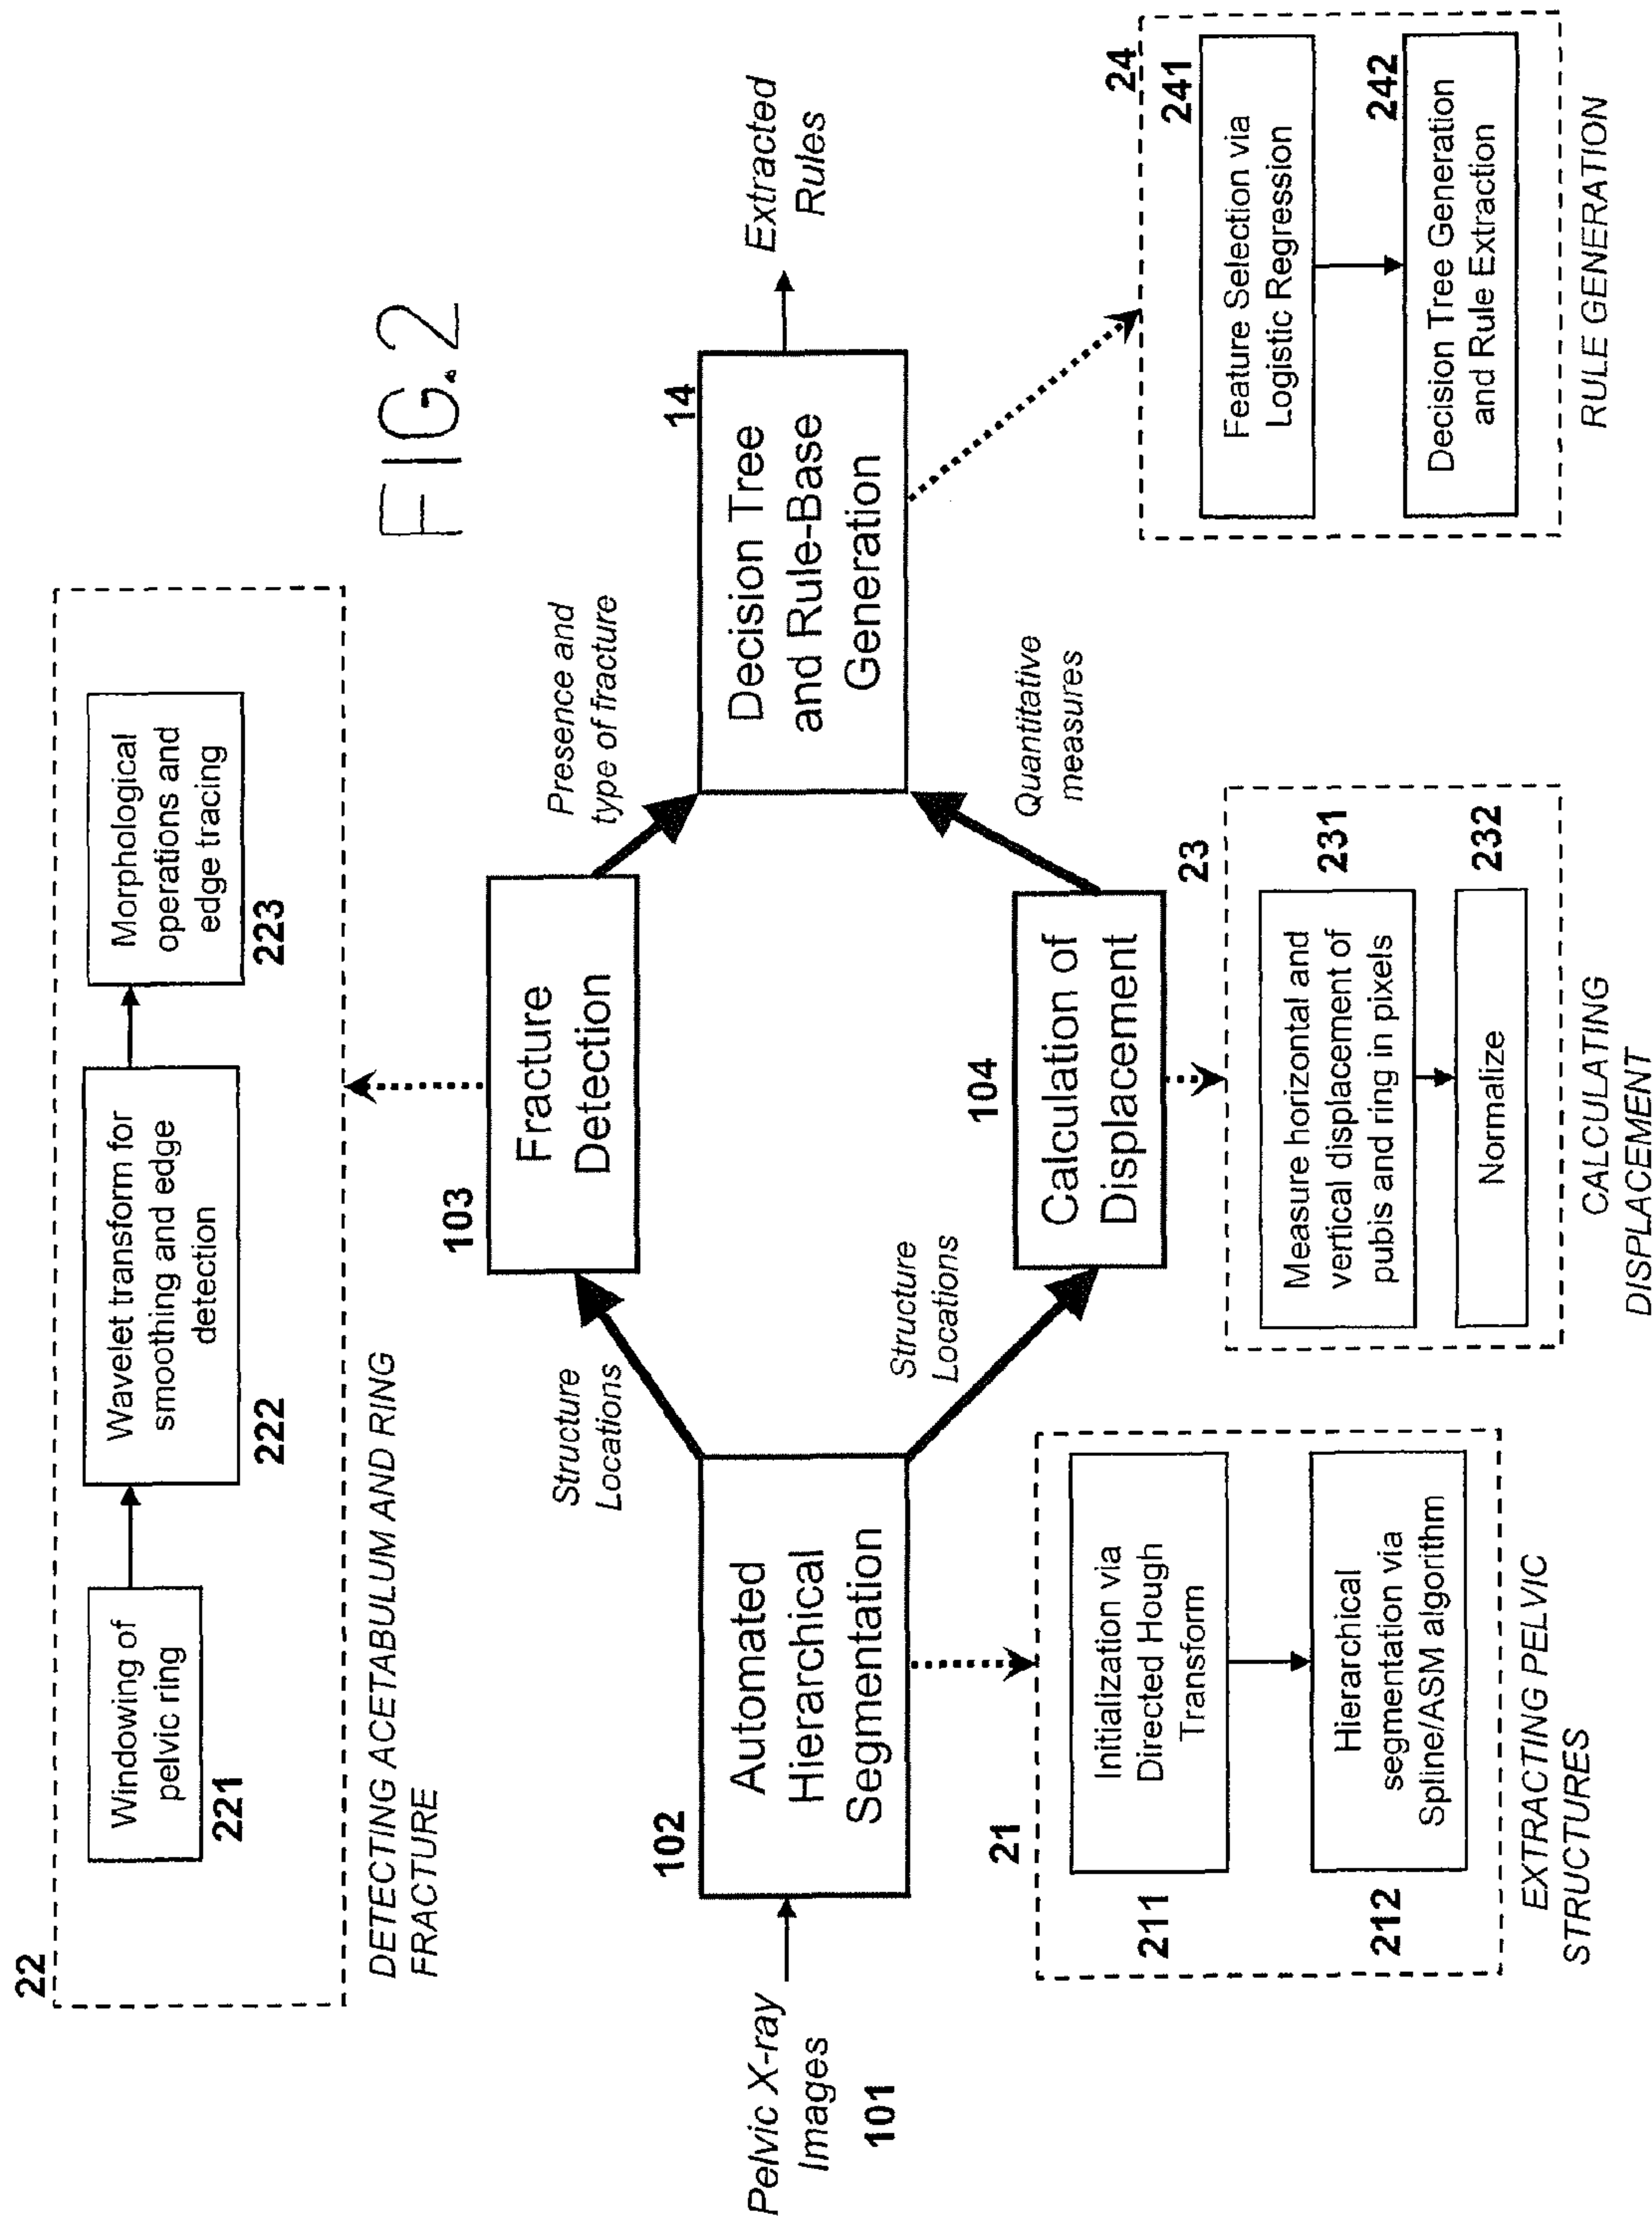 FIG. 2
22
Windowing of
pelvic ring
221
Wavelet transform for
smoothing and edge
detection
222
Morphological
operations and
edge tracing
223
DETECTING ACETABULUM AND RING
FRACTURE
Pelvic X-ray
Images
101
102
Automated
Hierarchical
Segmentation
Structure
Locations
103
Fracture
Detection
Presence and
type of fracture
Structure
Locations
104
Calculation of
Displacement
Quantitative
measures
14
Decision Tree
and Rule-Base
Generation
Extracted
Rules
21
Initialization via
Directed Hough
Transform
211
Hierarchical
segmentation via
Spline/ASM algorithm
212
EXTRACTING PELVIC
STRUCTURES
23
Measure horizontal and
vertical displacement of
pubis and ring in pixels
231
Normalize
232
CALCULATING
DISPLACEMENT
24
241
Feature Selection via
Logistic Regression
242
Decision Tree Generation
and Rule Extraction
RULE GENERATION